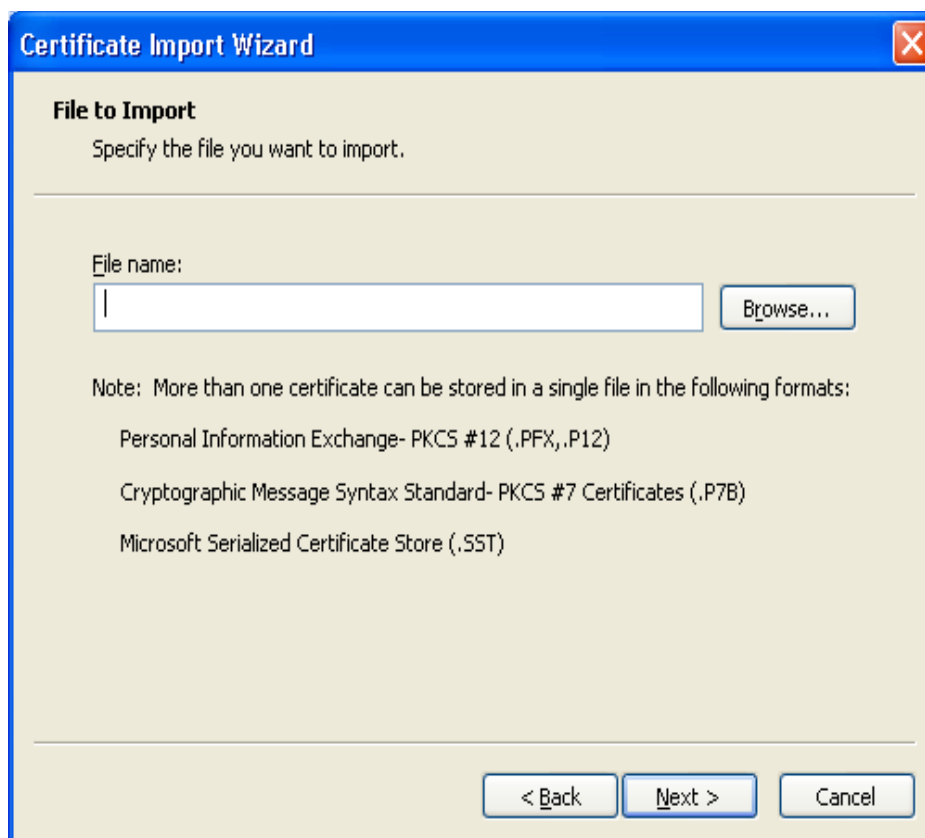 Certificate Import Wizard
File to Import
Specify the file you want to import.
File name:
Browse...
Note:  More than one certificate can be stored in a single file in the following formats:
Personal Information Exchange- PKCS #12 (.PFX,.P12)
Cryptographic Message Syntax Standard- PKCS #7 Certificates (.P7B)
Microsoft Serialized Certificate Store (.SST)
< Back Next > Cancel